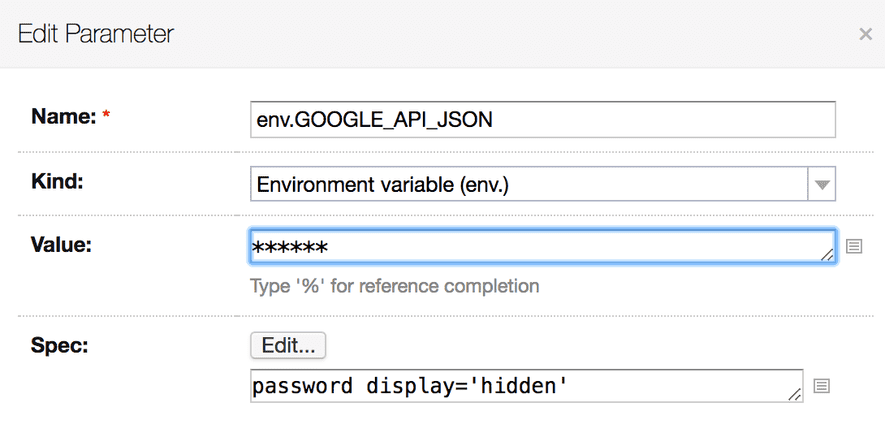 Edit Parameter ×
Name: * env.GOOGLE_API_JSON
Kind: Environment variable (env.)
Value: ******
Type '%' for reference completion
Spec: Edit...
password display='hidden'